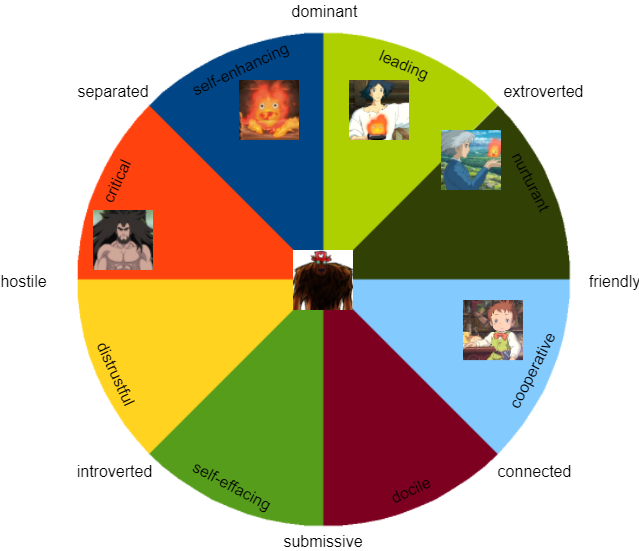 dominant
self-enhancing
leading
separated
extroverted
critical
nurturant
hostile
friendly
distrustful
cooperative
introverted
connected
self-effacing
docile
submissive